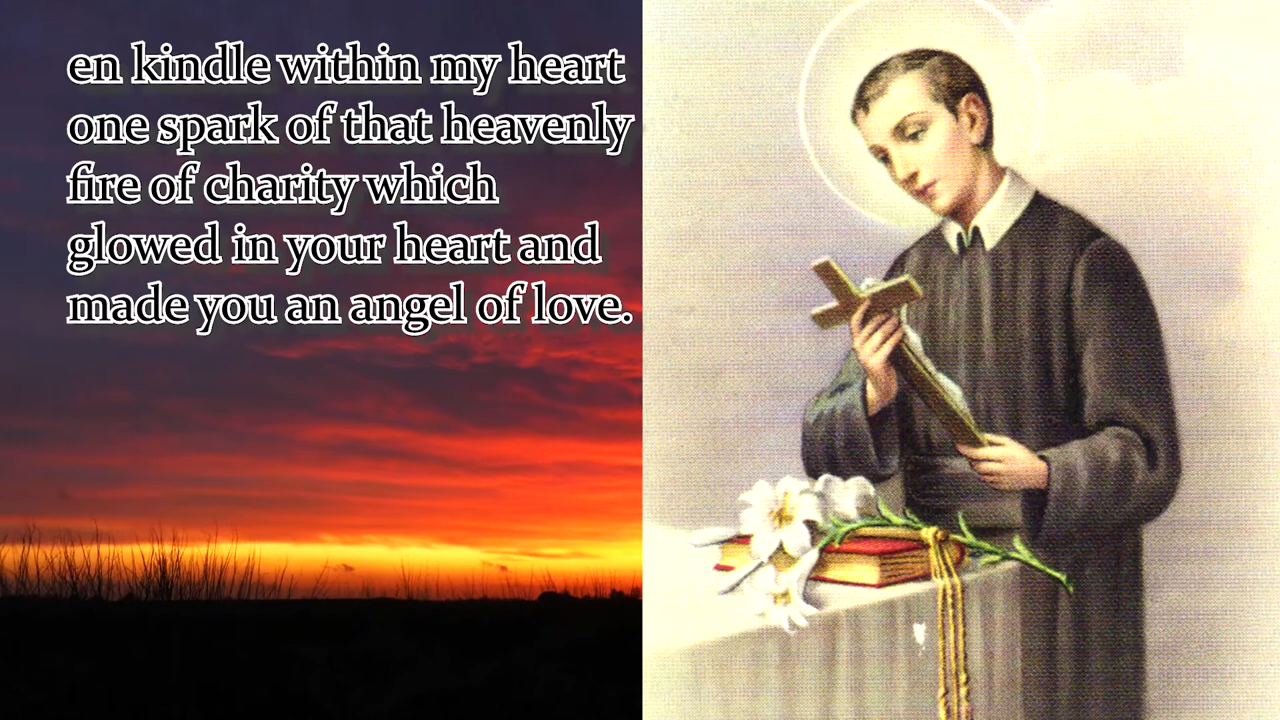 en kindle within my heart
one spark of that heavenly
fire of charity which
glowed in your heart and
made you an angel of love.